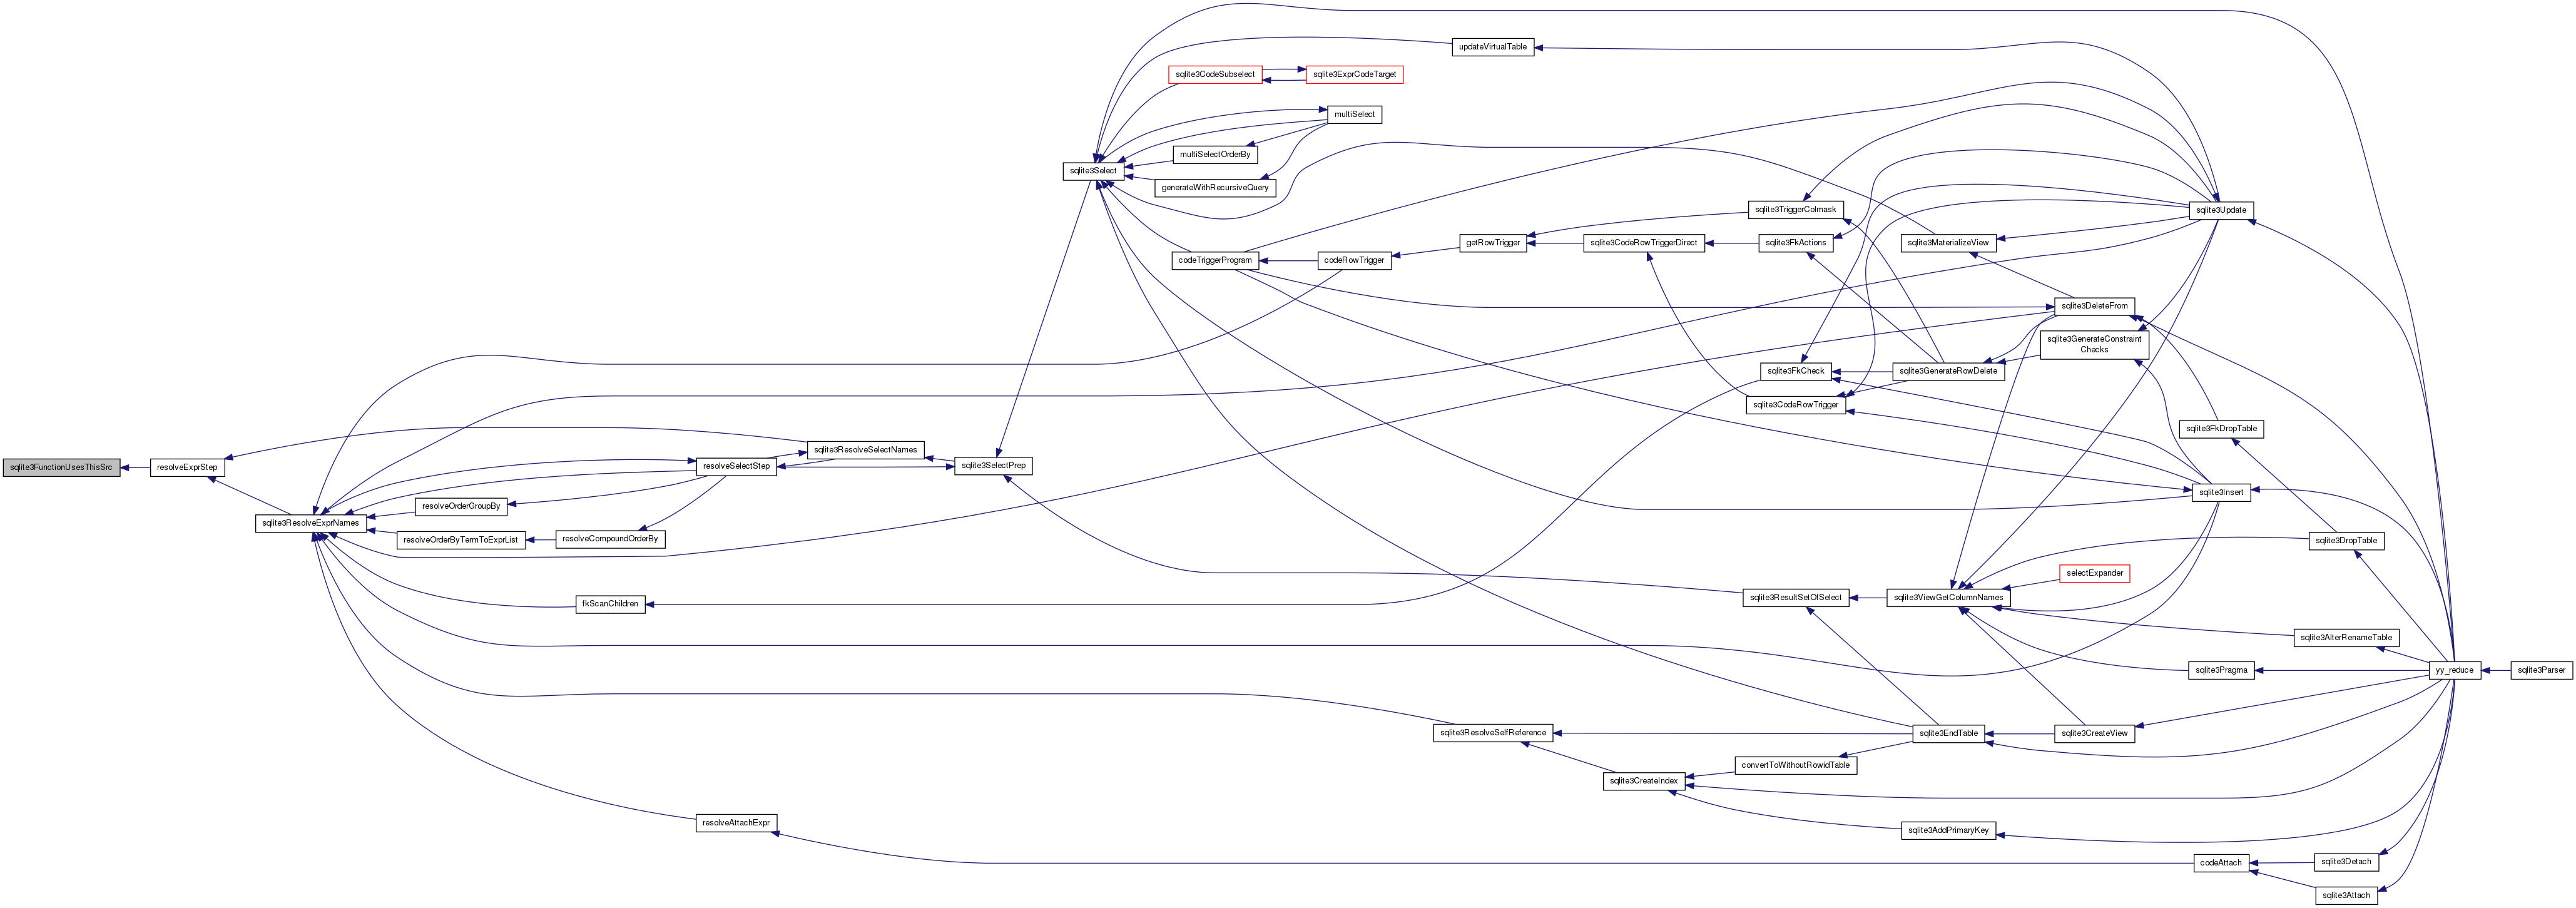 updateVirtualTable
sqlite3CodeSubselect
sqlite3ExprCodeTarget
multiSelect
multiSelectOrderBy
sqlite3Select
generateWithRecursiveQuery
sqlite3TriggerColmask
sqlite3Update
getRowTrigger
sqlite3CodeRowTriggerDirect
sqlite3FkActions
sqlite3MaterializeView
codeTriggerProgram
codeRowTrigger
sqlite3DeleteFrom
sqlite3GenerateConstraint
Checks
sqlite3FkCheck
sqlite3GenerateRowDelete
sqlite3CodeRowTrigger
sqlite3FkDropTable
sqlite3ResolveSelectNames
sqlite3FunctionUsesThisSrc
resolveExprStep
resolveSelectStep
sqlite3SelectPrep
sqlite3Insert
resolveOrderGroupBy
sqlite3ResolveExprNames
resolveOrderByTermToExprList
resolveCompoundOrderBy
sqlite3DropTable
selectExpander
fkScanChildren
sqlite3ResultSetOfSelect
sqlite3ViewGetColumnNames
sqlite3AlterRenameTable
sqlite3Pragma
yy_reduce
sqlite3Parser
sqlite3ResolveSelfReference
sqlite3EndTable
sqlite3CreateView
convertToWithoutRowidTable
sqlite3CreateIndex
resolveAttachExpr
sqlite3AddPrimaryKey
codeAttach
sqlite3Detach
sqlite3Attach